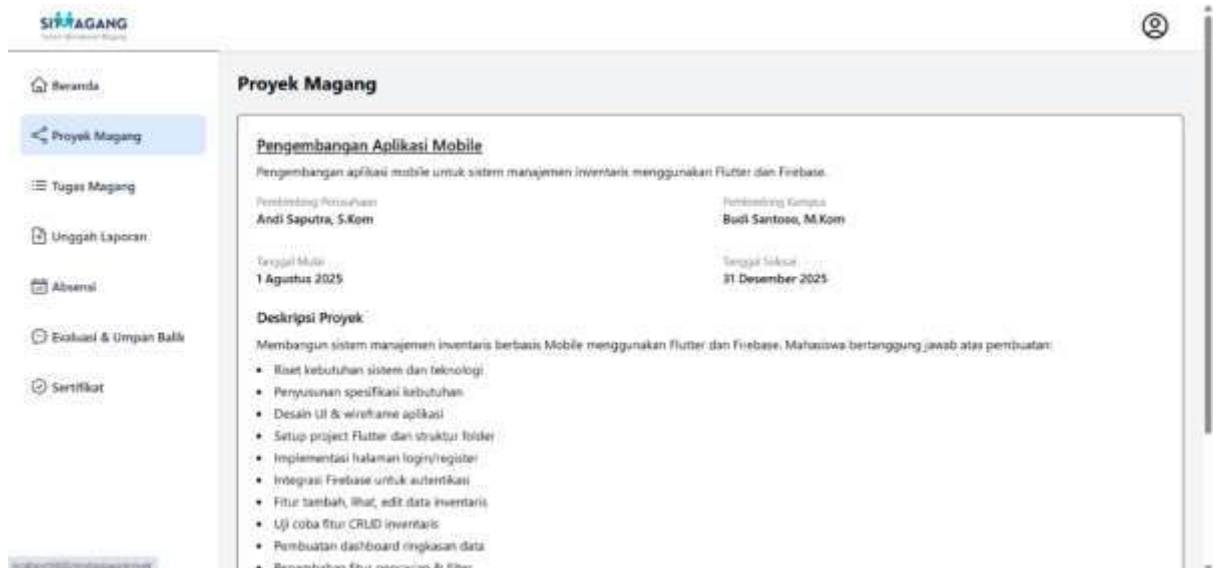 SIMAGANG
Beranda
Proyek Magang
Tugas Magang
Unggah Laporan
Absensi
Evaluasi & Umpan Balik
Sertifikat
Proyek Magang
Pengembangan Aplikasi Mobile
Pengembangan aplikasi mobile untuk sistem manajemen inventaris menggunakan Flutter dan Firebase.
Pembimbing Perusahaan
Andi Saputra, S.Kom
Pembimbing Kampus
Budi Santoso, M.Kom
Tanggal Mulai
1 Agustus 2025
Tanggal Selesai
31 Desember 2025
Deskripsi Proyek
Membangun sistem manajemen inventaris berbasis Mobile menggunakan Flutter dan Firebase. Mahasiswa bertanggung jawab atas pembuatan:
• Riset kebutuhan sistem dan teknologi
• Penyusunan spesifikasi kebutuhan
• Desain UI & wireframe aplikasi
• Setup project Flutter dan struktur folder
• Implementasi halaman login/register
• Integrasi Firebase untuk autentikasi
• Fitur tambah, lihat, edit data inventaris
• Uji coba fitur CRUD inventaris
• Pembuatan dashboard ringkasan data
• Penambahan fitur pencarian & filter